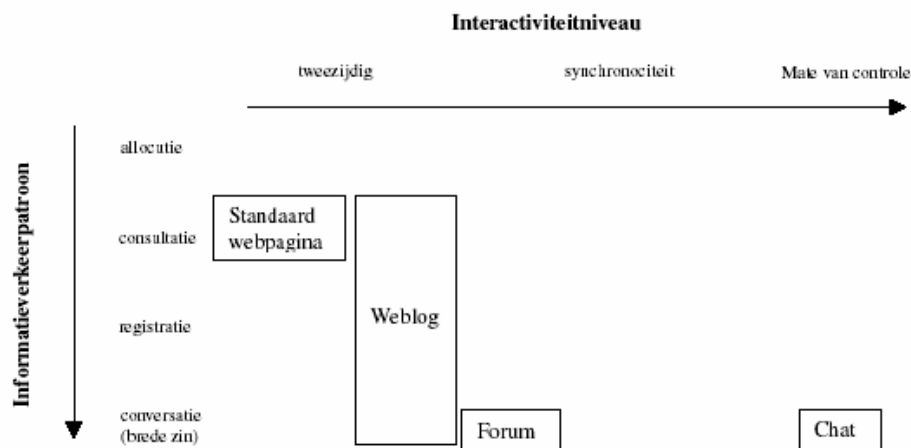 Interactiviteitniveau
tweezijdig synchronociteit Mate van controle
Informatieverkeerpatroon
allocutie
Standaard
webpagina
consultatie
Weblog
registratie
conversatie
(brede zin)
Forum
Chat